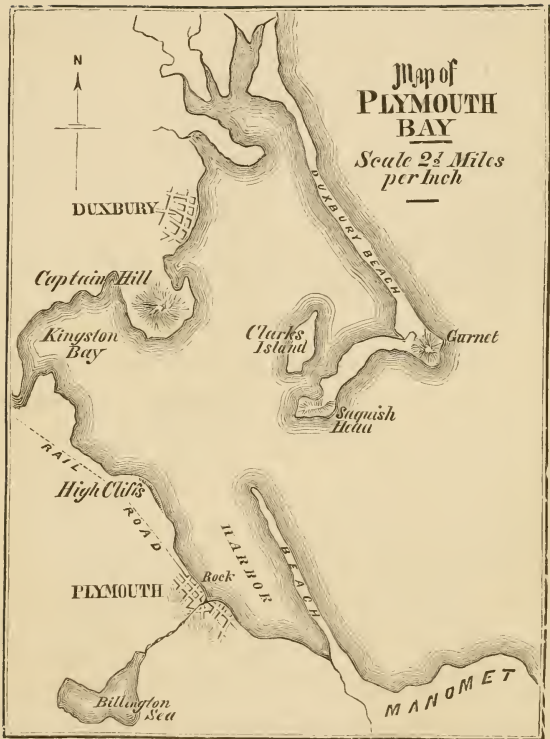 N
Map of
PLYMOUTH
BAY
Scale 2½ Miles
per Inch
DUXBURY
DUXBURY BEACH
Captain Hill
Kingston
Bay
Clarks
Island
Gurnet
Saquish
Head
RAIL ROAD
High Cliffs
HARBOR
BEACH
Rock
PLYMOUTH
Billington
Sea
MANOMET